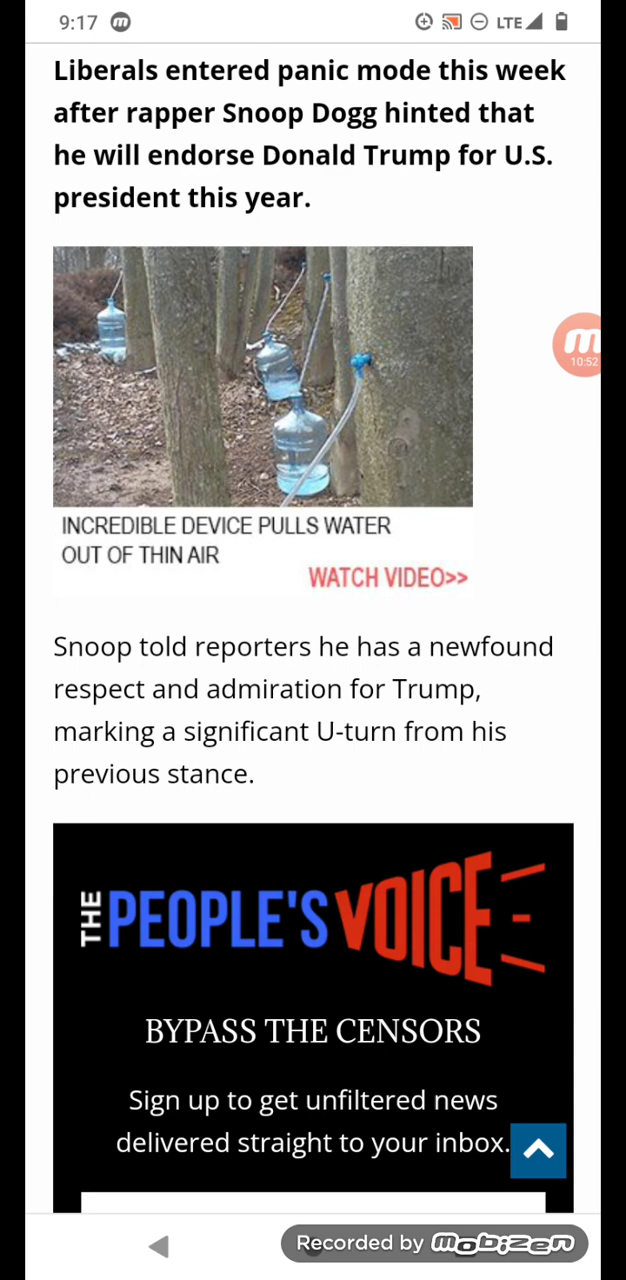 9:17
LTE
Liberals entered panic mode this week
after rapper Snoop Dogg hinted that
he will endorse Donald Trump for U.S.
president this year.
m
10:52
INCREDIBLE DEVICE PULLS WATER
OUT OF THIN AIR
WATCH VIDEO>>
Snoop told reporters he has a newfound
respect and admiration for Trump,
marking a significant U-turn from his
previous stance.
THE PEOPLE'S VOICE
BYPASS THE CENSORS
Sign up to get unfiltered news
delivered straight to your inbox.
Recorded by mobizen